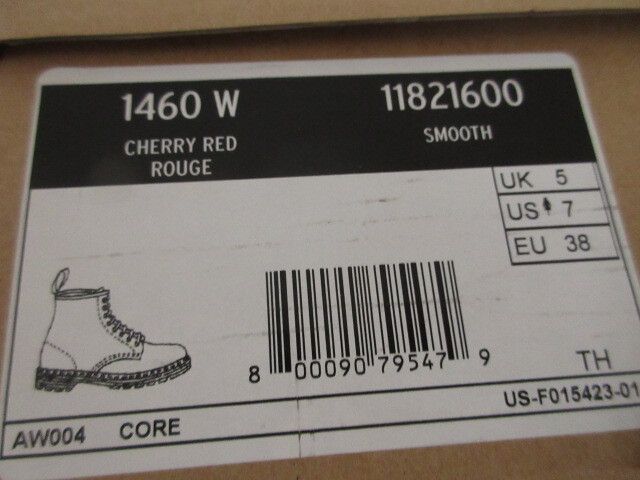 1460 W
11821600
CHERRY RED
SMOOTH
ROUGE
UK 5
US 7
EU 38
8 00090 79547 9
TH
US-F015423-01
AW004 CORE